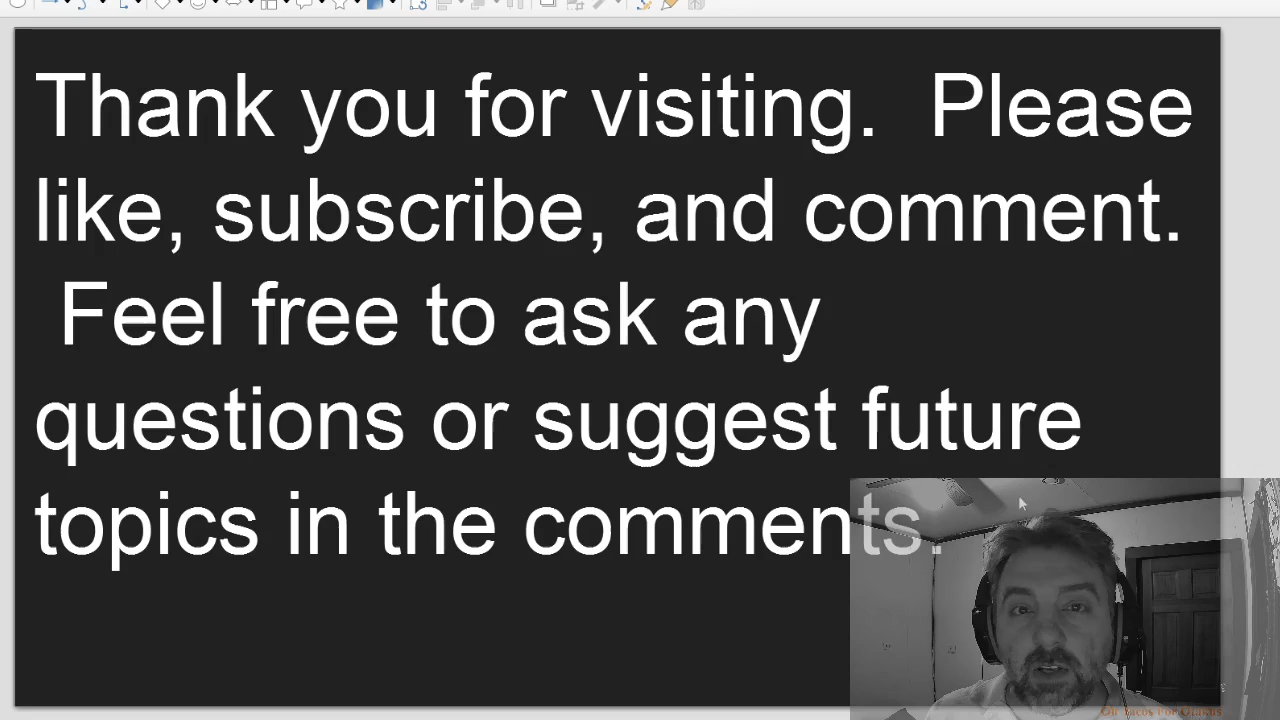 Thank you for visiting.  Please
like, subscribe, and comment.
Feel free to ask any
questions or suggest future
topics in the comments.